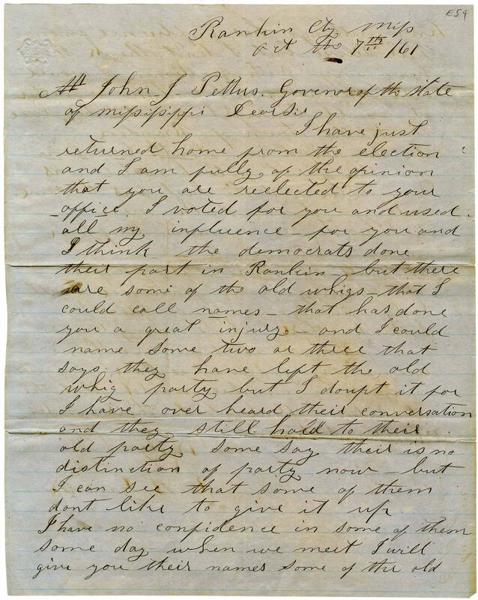 E59
Rankin Cty Miss
Oct the 7th /61
Mr John J Pettus. Govenor of the state
of missisippi Dear Sir
I have just
returned home from the election
and I am fully of the opinion
that you are reelected to your
office. I voted for you and used
all my influence for you and
I think the democrats done
their part in Rankin but there
are some of the old whigs - that I
could call names - that has done
you a great injury - and I could
name some two or three that
says they have left the old
whig party but I doubt it for
I have over heard their conversation
and they still hold to their
old party some say their is no
distinction of party now but
I can see that some of them
dont like to give it up
I have no confidence in some of them
some day when we meet I will
give you their names some of the old